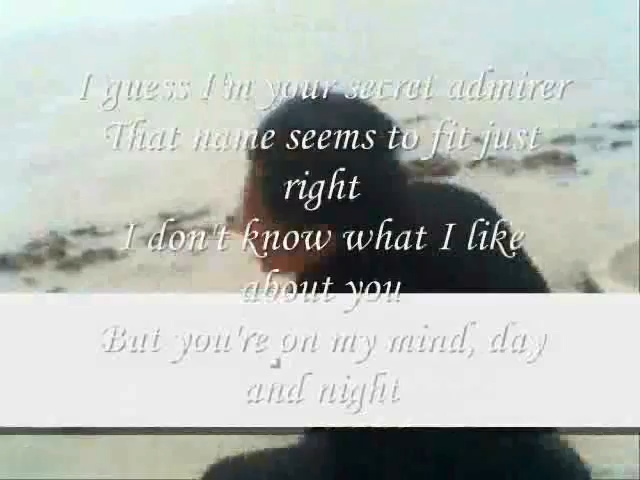 I guess I'm your secret admirer
That name seems to fit just
right
I don't know what I like
about you
But you're on my mind, day
and night